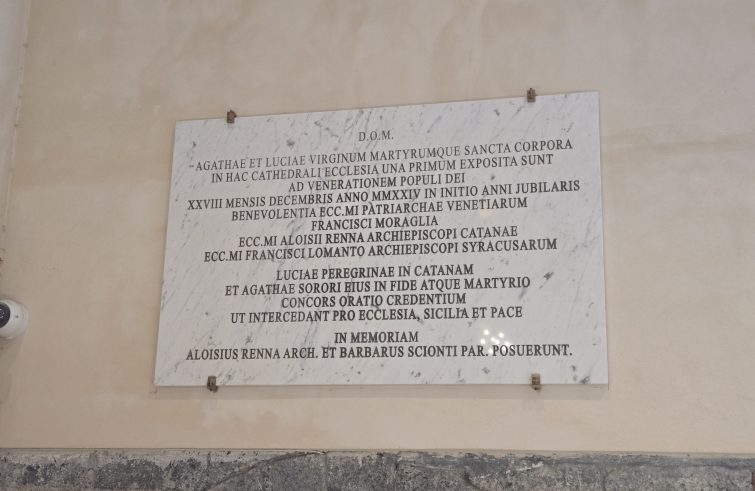 D.O.M.
AGATHAE ET LUCIAE VIRGINUM MARTYRUMQUE SANCTA CORPORA
IN HAC CATHEDRALI ECCLESIA UNA PRIMUM EXPOSITA SUNT
AD VENERATIONEM POPULI DEI
XXVIII MENSIS DECEMBRIS ANNO MMXXIV IN INITIO ANNI JUBILARIS
BENEVOLENTIA ECC.MI PATRIARCHAE VENETIARUM
FRANCISCI MORAGLIA
ECC.MI ALOISII RENNA ARCHIEPISCOPI CATANAE
ECC.MI FRANCISCI LOMANTO ARCHIEPISCOPI SYRACUSARUM
LUCIAE PEREGRINAE IN CATANAM
ET AGATHAE SORORI EIUS IN FIDE ATQUE MARTYRIO
CONCORS ORATIO CREDENTIUM
UT INTERCEDANT PRO ECCLESIA, SICILIA ET PACE
IN MEMORIAM
ALOISIUS RENNA ARCH. ET BARBARUS SCIONTI PAR. POSUERUNT.